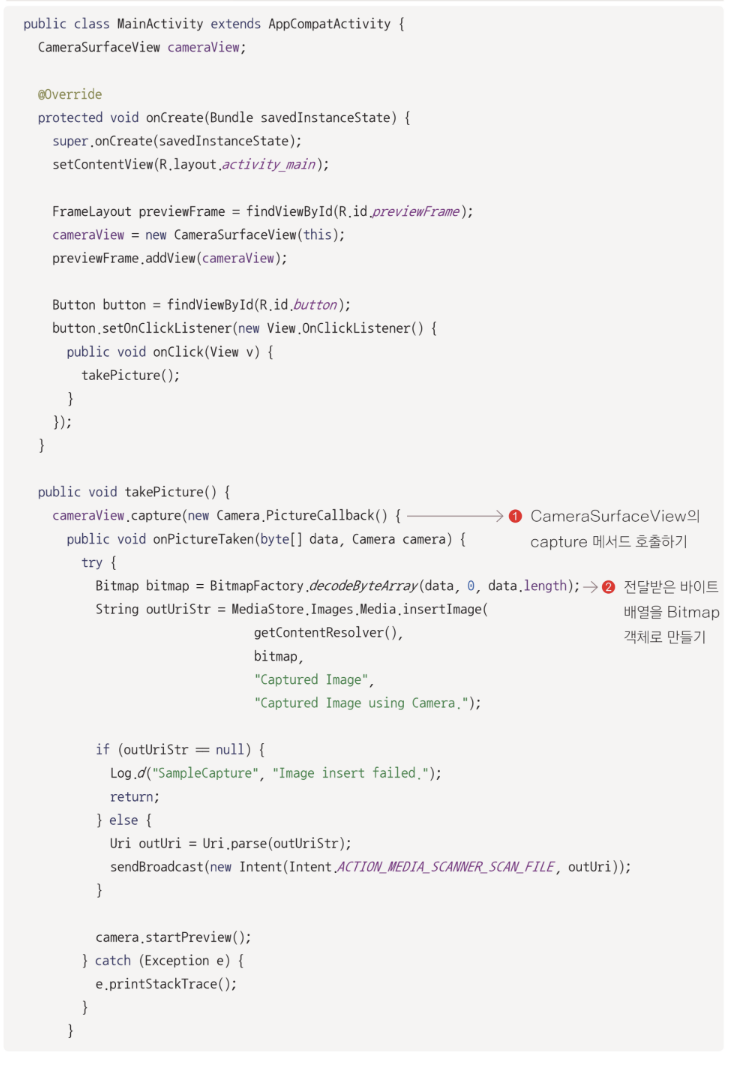 public class MainActivity extends AppCompatActivity {
CameraSurfaceView cameraView;
@Override
protected void onCreate(Bundle savedInstanceState) {
super.onCreate(savedInstanceState);
setContentView(R.layout.activity_main);
FrameLayout previewFrame = findViewById(R.id.previewFrame);
cameraView = new CameraSurfaceView(this);
previewFrame.addView(cameraView);
Button button = findViewById(R.id.button);
button.setOnClickListener(new View.OnClickListener() {
public void onClick(View v) {
takePicture();
}
});
}
public void takePicture() {
cameraView.capture(new Camera.PictureCallback() { → 1 CameraSurfaceView의
public void onPictureTaken(byte[] data, Camera camera) { capture 메서드 호출하기
try {
Bitmap bitmap = BitmapFactory.decodeByteArray(data, 0, data.length); → 2 전달받은 바이트
String outUriStr = MediaStore.Images.Media.insertImage( 배열을 Bitmap
getContentResolver(), 객체로 만들기
bitmap,
"Captured Image",
"Captured Image using Camera.");
if (outUriStr == null) {
Log.d("SampleCapture", "Image insert failed.");
return;
} else {
Uri outUri = Uri.parse(outUriStr);
sendBroadcast(new Intent(Intent.ACTION_MEDIA_SCANNER_SCAN_FILE, outUri));
}
camera.startPreview();
} catch (Exception e) {
e.printStackTrace();
}
}